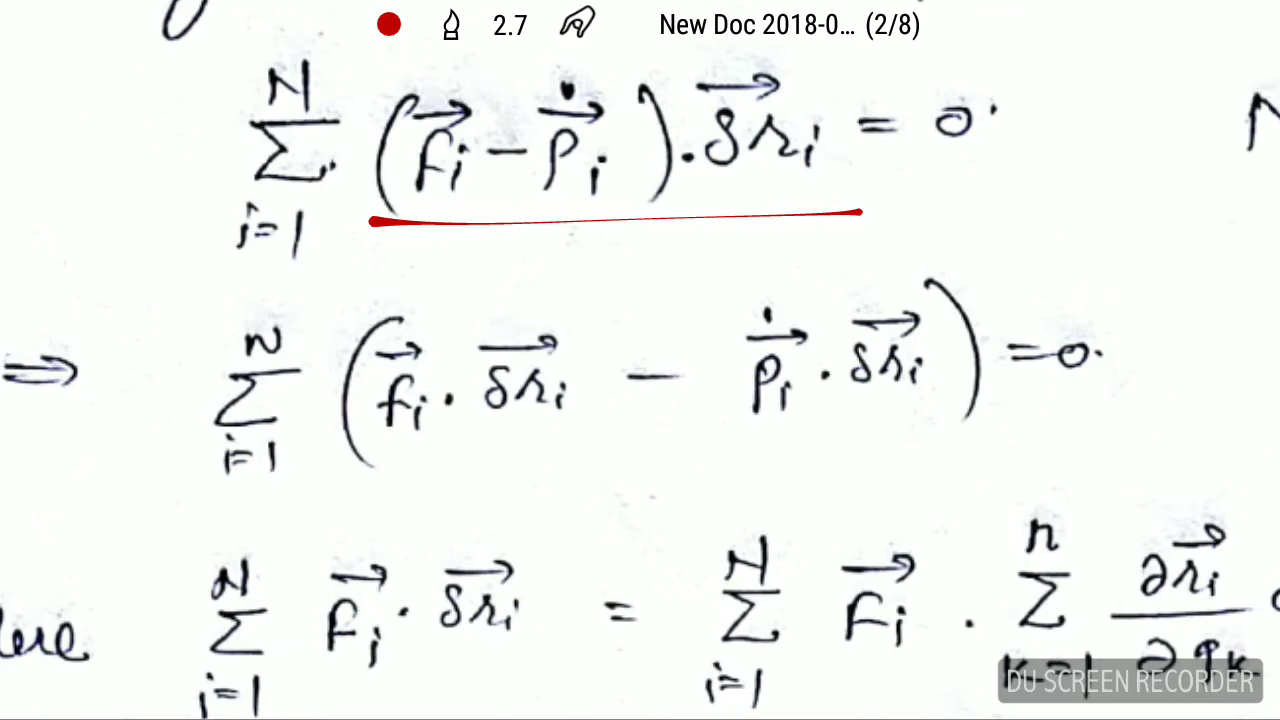 2.7 New Doc 2018-0... (2/8)
N ∑ i=1 (F⃗i − ṗ⃗i) . δr⃗i = 0.
⇒ N ∑ i=1 (F⃗i . δr⃗i − ṗ⃗i . δr⃗i) = 0.
N ∑ i=1 F⃗i . δr⃗i = N ∑ i=1 F⃗i . n ∑ k=1 ∂r⃗i / ∂qk
DU SCREEN RECORDER